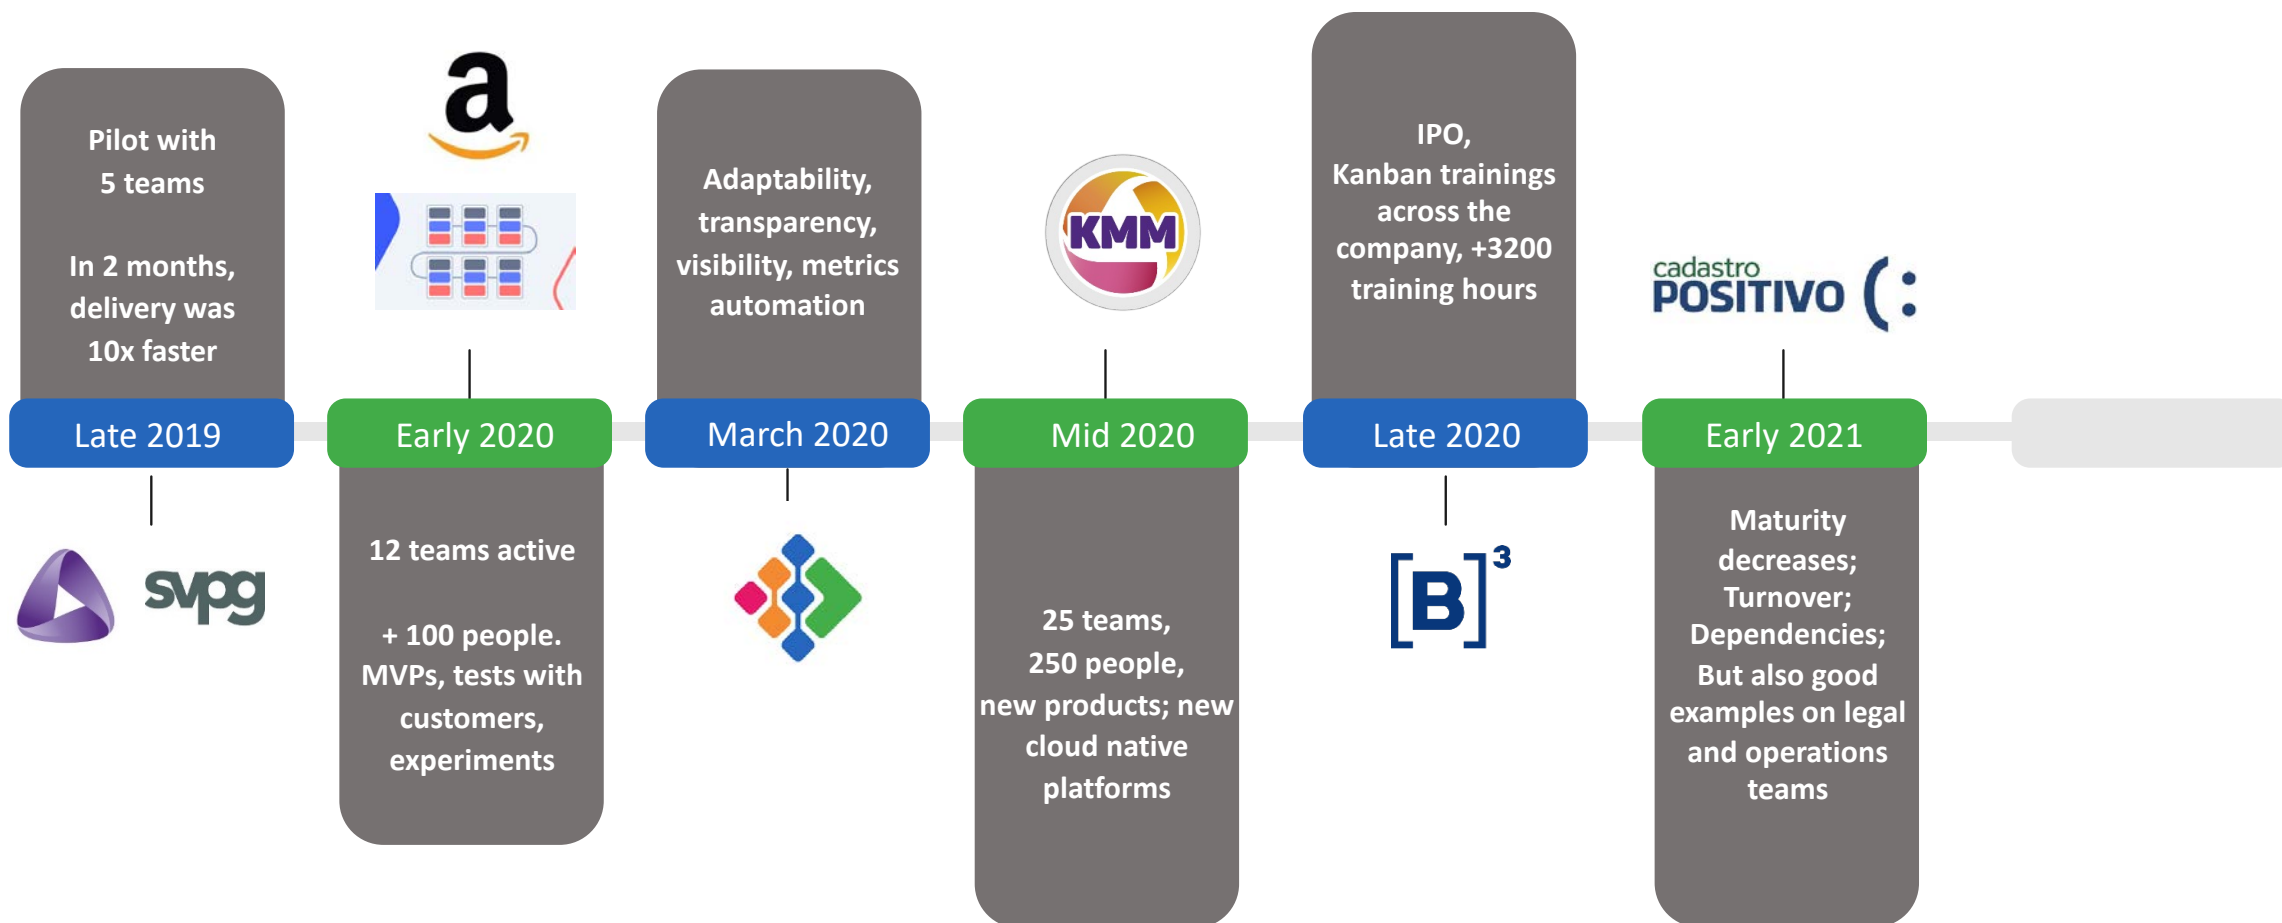 Pilot with
5 teams
In 2 months,
delivery was
10x faster
Late 2019
svpg
a
Early 2020
12 teams active
+ 100 people.
MVPs, tests with
customers,
experiments
Adaptability,
transparency,
visibility, metrics
automation
March 2020
KMM
Mid 2020
25 teams,
250 people,
new products; new
cloud native
platforms
IPO,
Kanban trainings
across the
company, +3200
training hours
Late 2020
[B]³
cadastro
POSITIVO (:
Early 2021
Maturity
decreases;
Turnover;
Dependencies;
But also good
examples on legal
and operations
teams